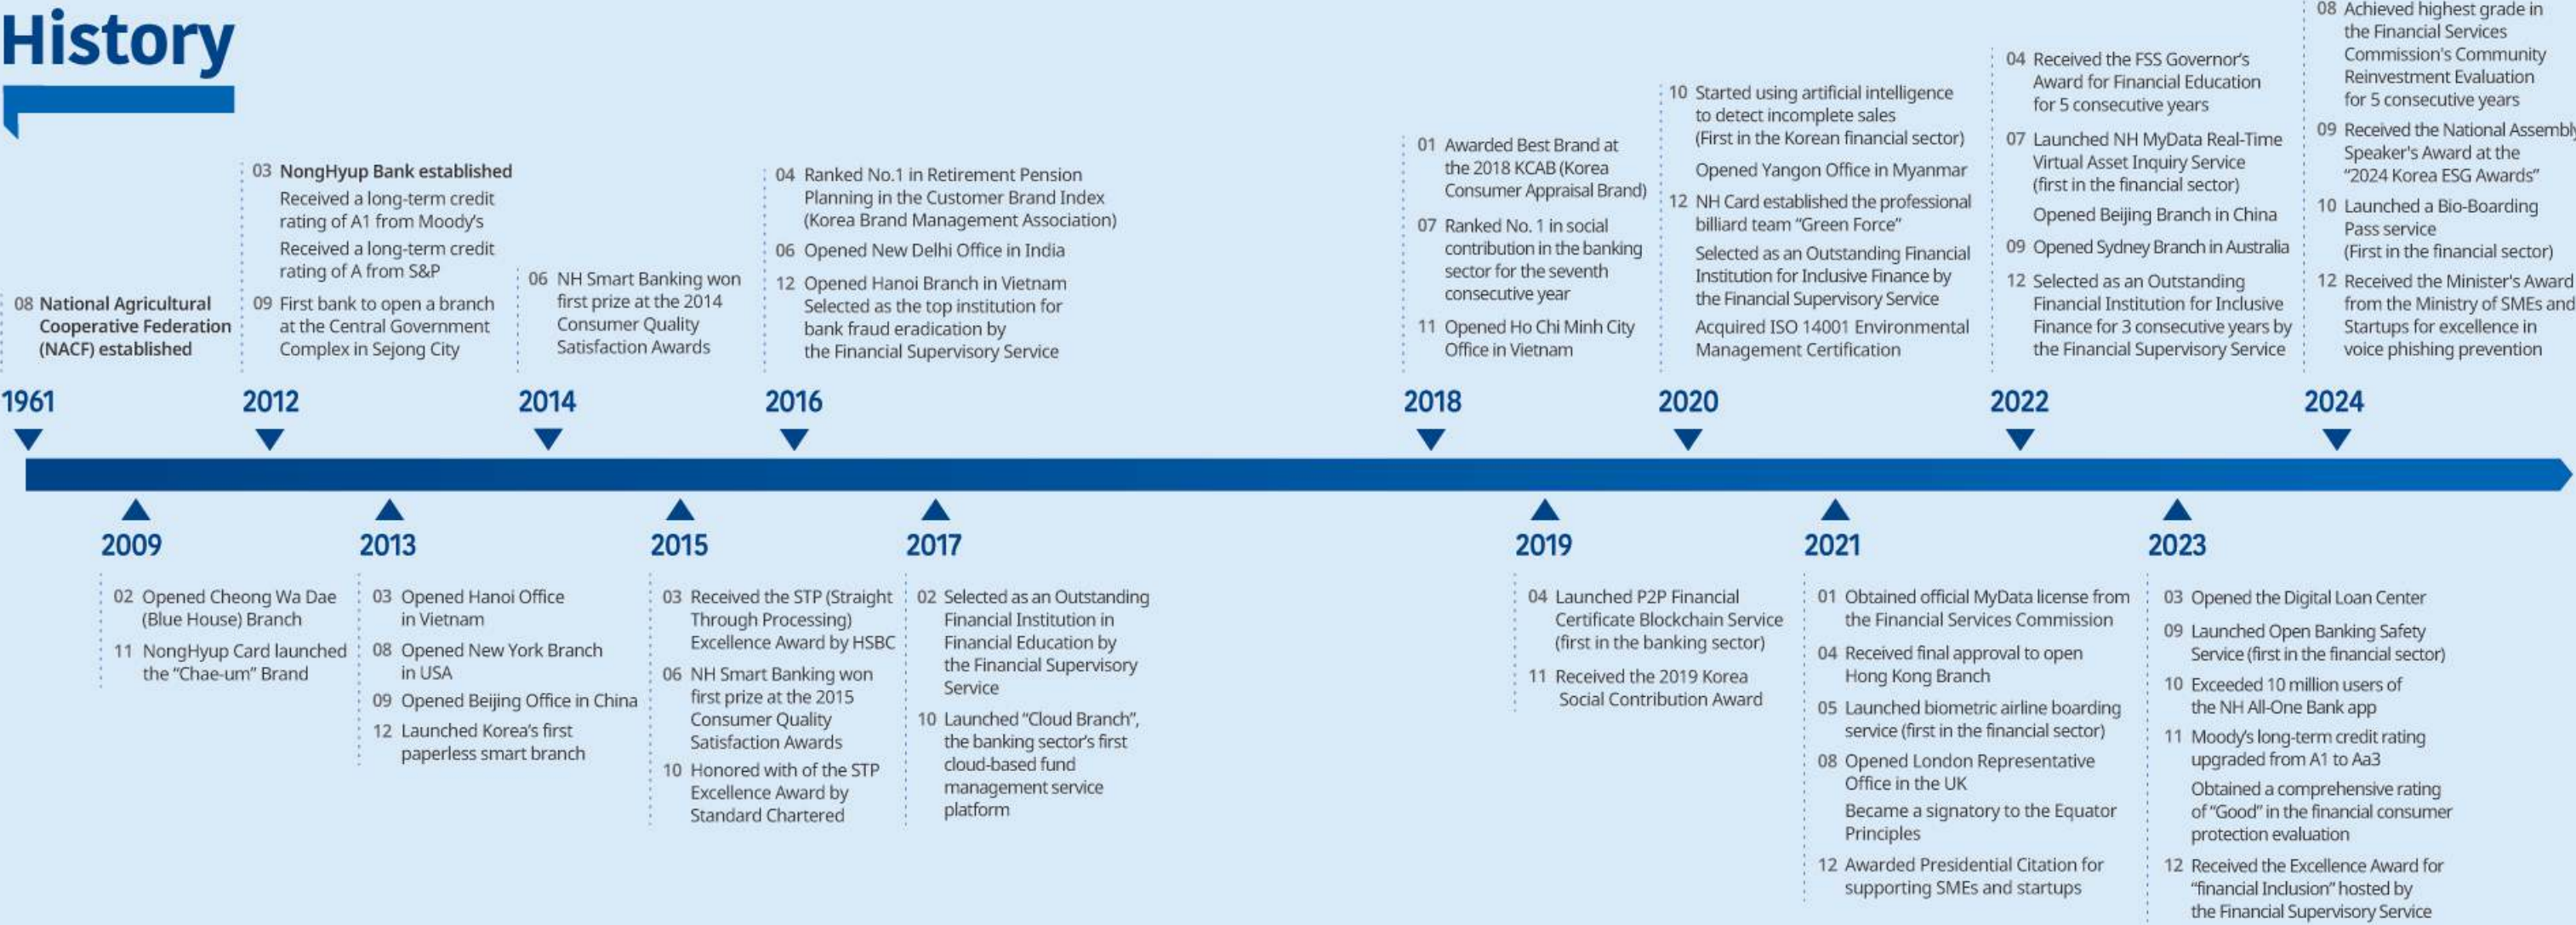 History
08 National Agricultural
Cooperative Federation
(NACF) established
1961
03 NongHyup Bank established
Received a long-term credit
rating of A1 from Moody's
Received a long-term credit
rating of A from S&P
09 First bank to open a branch
at the Central Government
Complex in Sejong City
2012
06 NH Smart Banking won
first prize at the 2014
Consumer Quality
Satisfaction Awards
2014
04 Ranked No.1 in Retirement Pension
Planning in the Customer Brand Index
(Korea Brand Management Association)
06 Opened New Delhi Office in India
12 Opened Hanoi Branch in Vietnam
Selected as the top institution for
bank fraud eradication by
the Financial Supervisory Service
2016
01 Awarded Best Brand at
the 2018 KCAB (Korea
Consumer Appraisal Brand)
07 Ranked No. 1 in social
contribution in the banking
sector for the seventh
consecutive year
11 Opened Ho Chi Minh City
Office in Vietnam
2018
10 Started using artificial intelligence
to detect incomplete sales
(First in the Korean financial sector)
Opened Yangon Office in Myanmar
12 NH Card established the professional
billiard team “Green Force”
Selected as an Outstanding Financial
Institution for Inclusive Finance by
the Financial Supervisory Service
Acquired ISO 14001 Environmental
Management Certification
2020
04 Received the FSS Governor's
Award for Financial Education
for 5 consecutive years
07 Launched NH MyData Real-Time
Virtual Asset Inquiry Service
(first in the financial sector)
Opened Beijing Branch in China
09 Opened Sydney Branch in Australia
12 Selected as an Outstanding
Financial Institution for Inclusive
Finance for 3 consecutive years by
the Financial Supervisory Service
2022
08 Achieved highest grade in
the Financial Services
Commission's Community
Reinvestment Evaluation
for 5 consecutive years
09 Received the National Assembly
Speaker's Award at the
“2024 Korea ESG Awards”
10 Launched a Bio-Boarding
Pass service
(First in the financial sector)
12 Received the Minister's Award
from the Ministry of SMEs and
Startups for excellence in
voice phishing prevention
2024
2009
02 Opened Cheong Wa Dae
(Blue House) Branch
11 NongHyup Card launched
the “Chae-um” Brand
2013
03 Opened Hanoi Office
in Vietnam
08 Opened New York Branch
in USA
09 Opened Beijing Office in China
12 Launched Korea's first
paperless smart branch
2015
03 Received the STP (Straight
Through Processing)
Excellence Award by HSBC
06 NH Smart Banking won
first prize at the 2015
Consumer Quality
Satisfaction Awards
10 Honored with of the STP
Excellence Award by
Standard Chartered
2017
02 Selected as an Outstanding
Financial Institution in
Financial Education by
the Financial Supervisory
Service
10 Launched “Cloud Branch”,
the banking sector's first
cloud-based fund
management service
platform
2019
04 Launched P2P Financial
Certificate Blockchain Service
(first in the banking sector)
11 Received the 2019 Korea
Social Contribution Award
2021
01 Obtained official MyData license from
the Financial Services Commission
04 Received final approval to open
Hong Kong Branch
05 Launched biometric airline boarding
service (first in the financial sector)
08 Opened London Representative
Office in the UK
Became a signatory to the Equator
Principles
12 Awarded Presidential Citation for
supporting SMEs and startups
2023
03 Opened the Digital Loan Center
09 Launched Open Banking Safety
Service (first in the financial sector)
10 Exceeded 10 million users of
the NH All-One Bank app
11 Moody's long-term credit rating
upgraded from A1 to Aa3
Obtained a comprehensive rating
of “Good” in the financial consumer
protection evaluation
12 Received the Excellence Award for
“financial Inclusion” hosted by
the Financial Supervisory Service